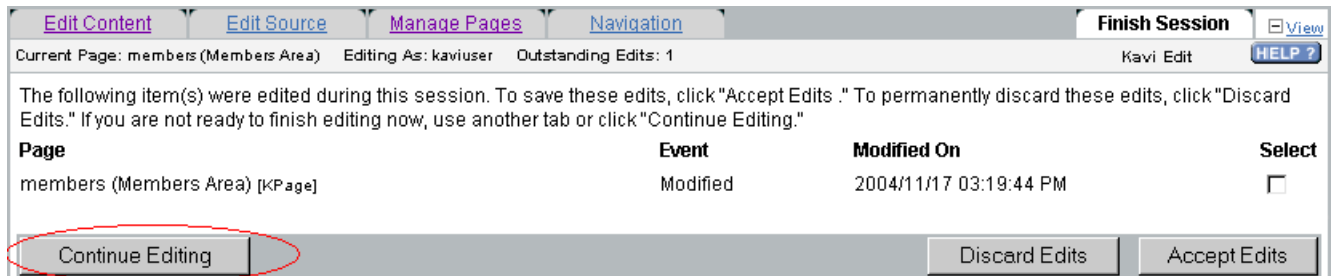 Edit Content Edit Source Manage Pages Navigation Finish Session View
Current Page: members (Members Area) Editing As: kaviuser Outstanding Edits: 1 Kavi Edit HELP ?
The following item(s) were edited during this session. To save these edits, click "Accept Edits ." To permanently discard these edits, click "Discard
Edits." If you are not ready to finish editing now, use another tab or click "Continue Editing."
Page Event Modified On Select
members (Members Area) [KPage] Modified 2004/11/17 03:19:44 PM
Continue Editing Discard Edits Accept Edits